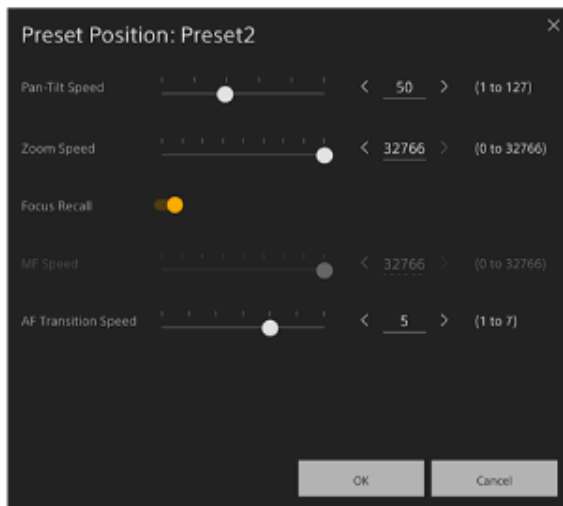 Preset Position: Preset2
Pan-Tilt Speed 50 (1 to 127)
Zoom Speed 32766 (0 to 32766)
Focus Recall
MF Speed 32766 (0 to 32766)
AF Transition Speed 5 (1 to 7)
OK Cancel